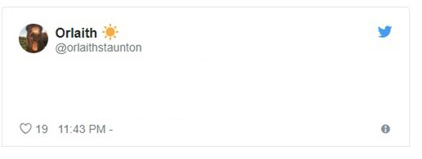 Orlaith ☀️
@orlaithstaunton
19 11:43 PM -